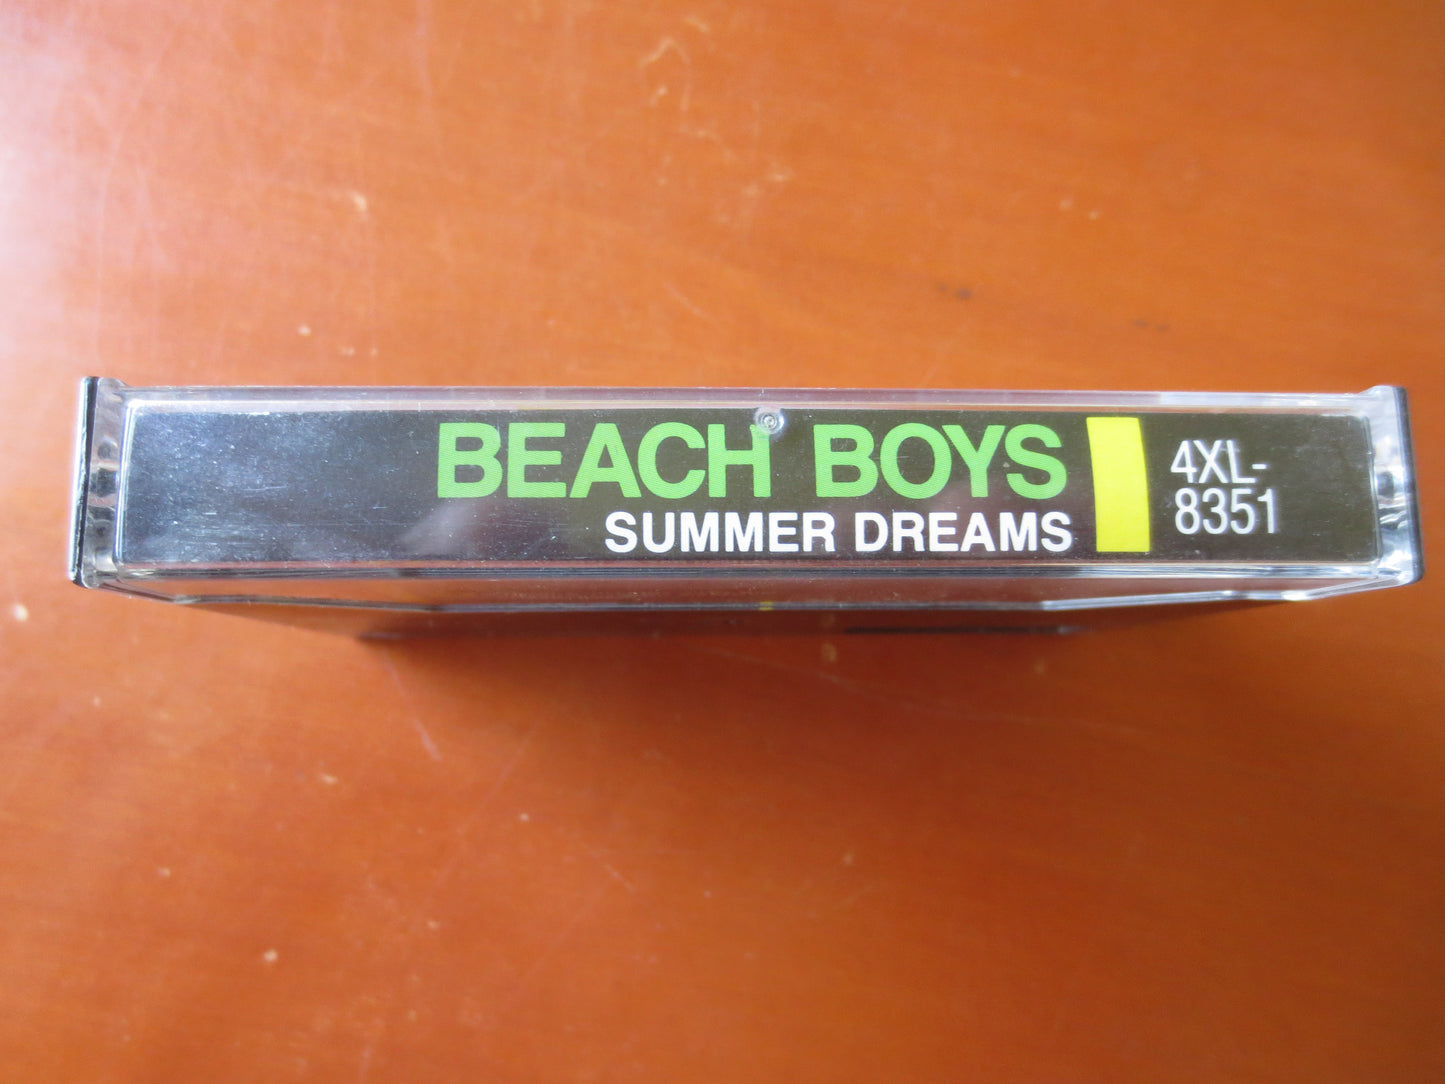 BEACH BOYS
SUMMER DREAMS
4XL-
8351